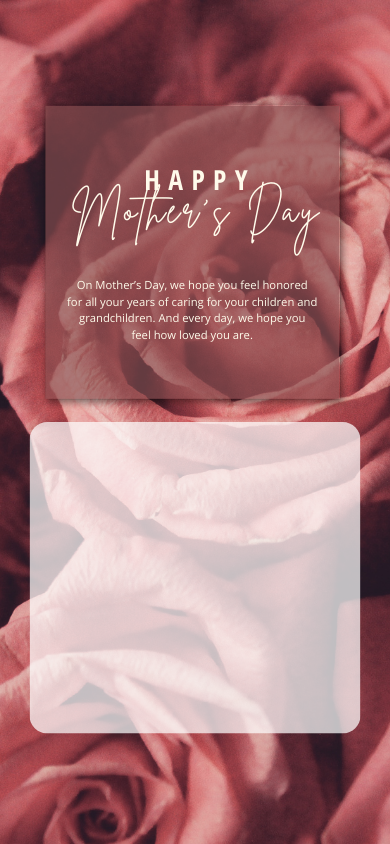 HAPPY
Mother's Day
On Mother's Day, we hope you feel honored
for all your years of caring for your children and
grandchildren. And every day, we hope you
feel how loved you are.